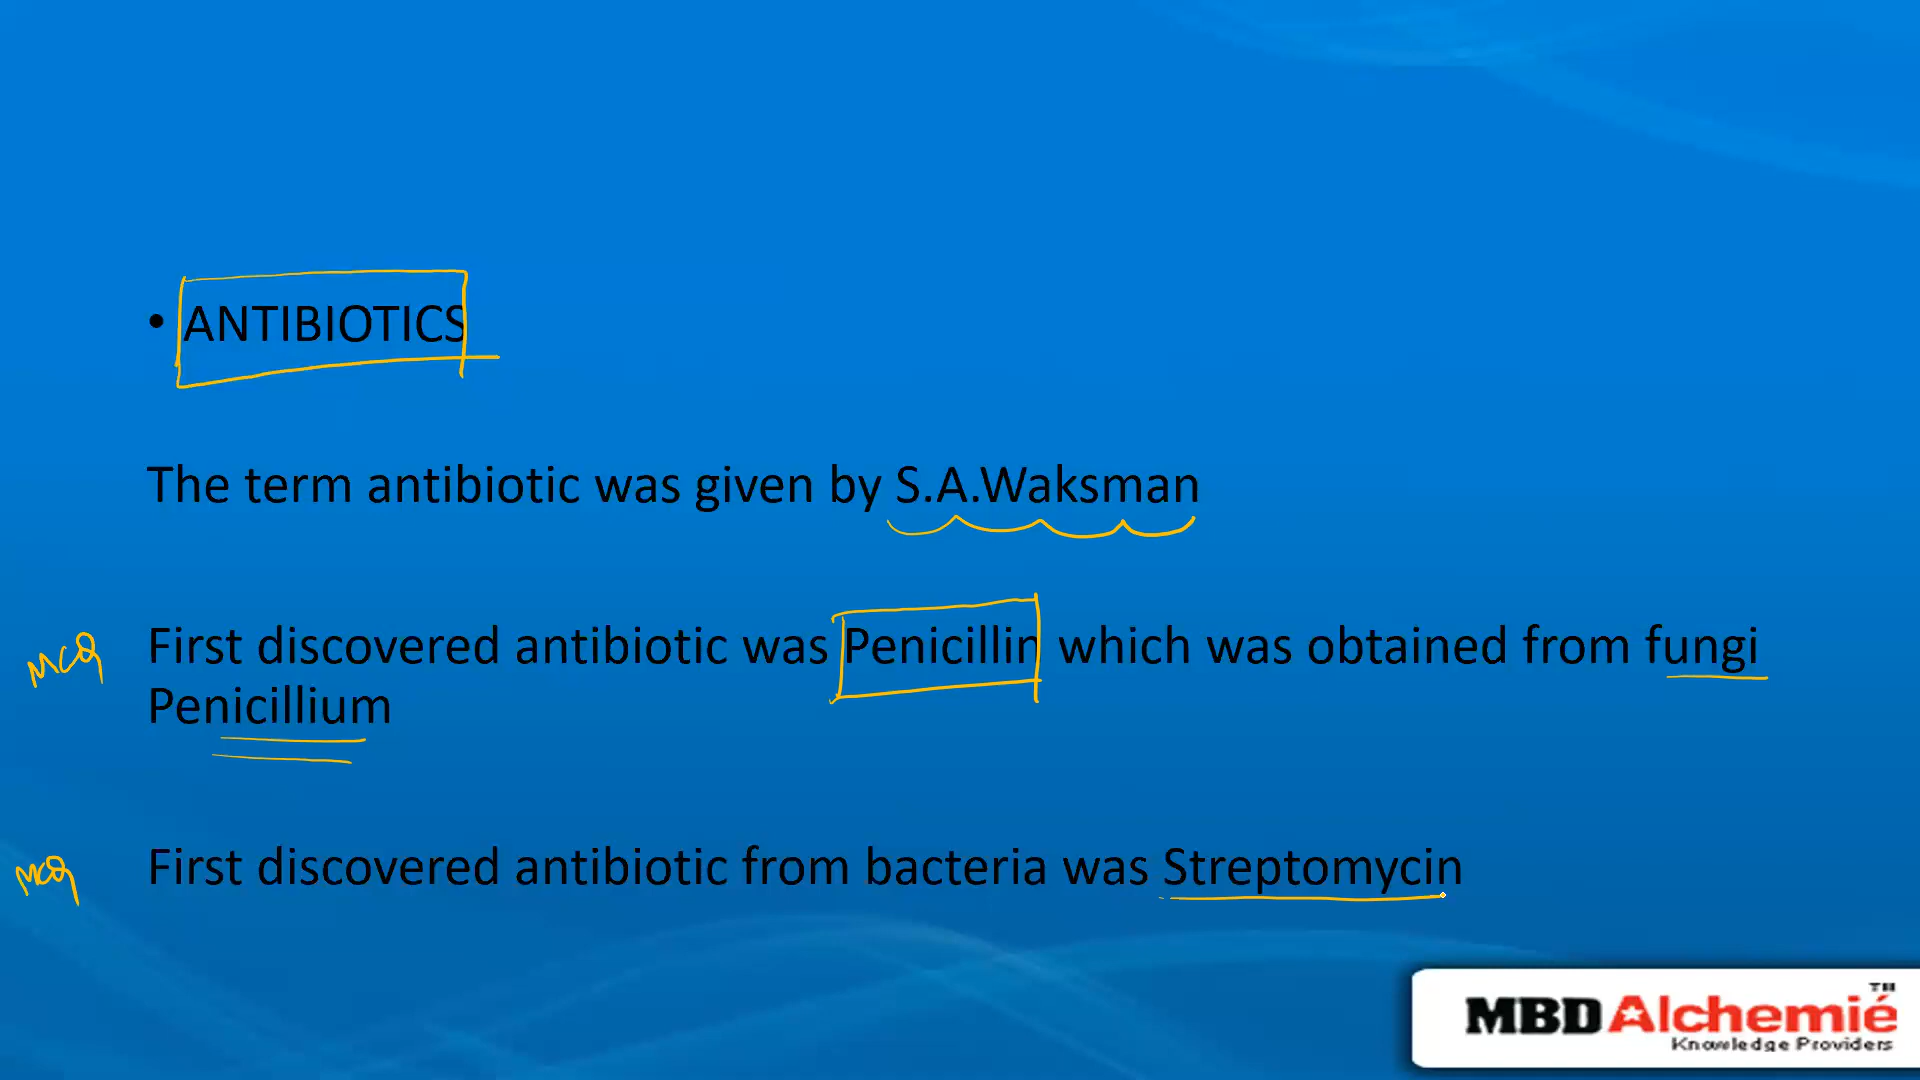 • ANTIBIOTICS
The term antibiotic was given by S.A.Waksman
MCQ First discovered antibiotic was Penicillin which was obtained from fungi
Penicillium
MCQ First discovered antibiotic from bacteria was Streptomycin
MBD Alchemié TM
Knowledge Providers